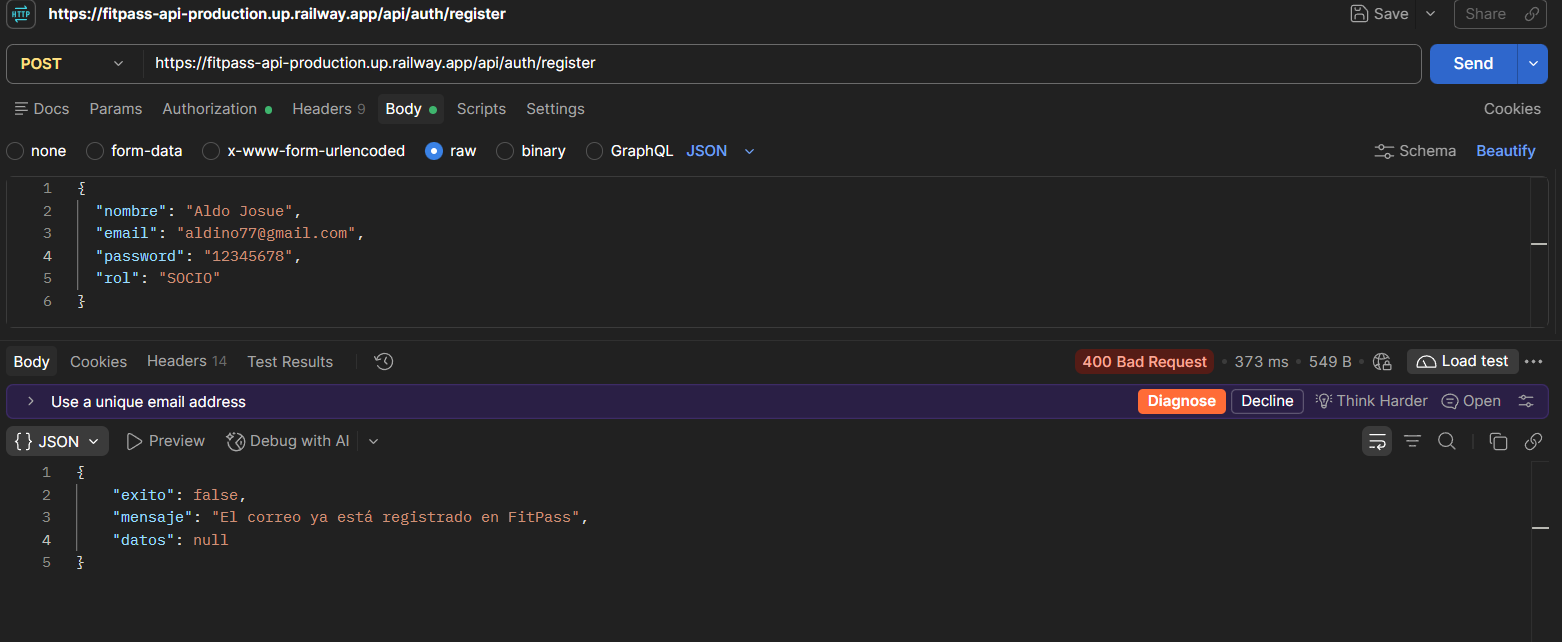 HTTP https://fitpass-api-production.up.railway.app/api/auth/register Save Share
POST https://fitpass-api-production.up.railway.app/api/auth/register Send
Docs Params Authorization Headers 9 Body Scripts Settings Cookies
none form-data x-www-form-urlencoded raw binary GraphQL JSON Schema Beautify
1 {
2 "nombre": "Aldo Josue",
3 "email": "aldino77@gmail.com",
4 "password": "12345678",
5 "rol": "SOCIO"
6 }
Body Cookies Headers 14 Test Results 400 Bad Request • 373 ms • 549 B • Load test
Use a unique email address Diagnose Decline Think Harder Open
{} JSON Preview Debug with AI
1 {
2 "exito": false,
3 "mensaje": "El correo ya está registrado en FitPass",
4 "datos": null
5 }